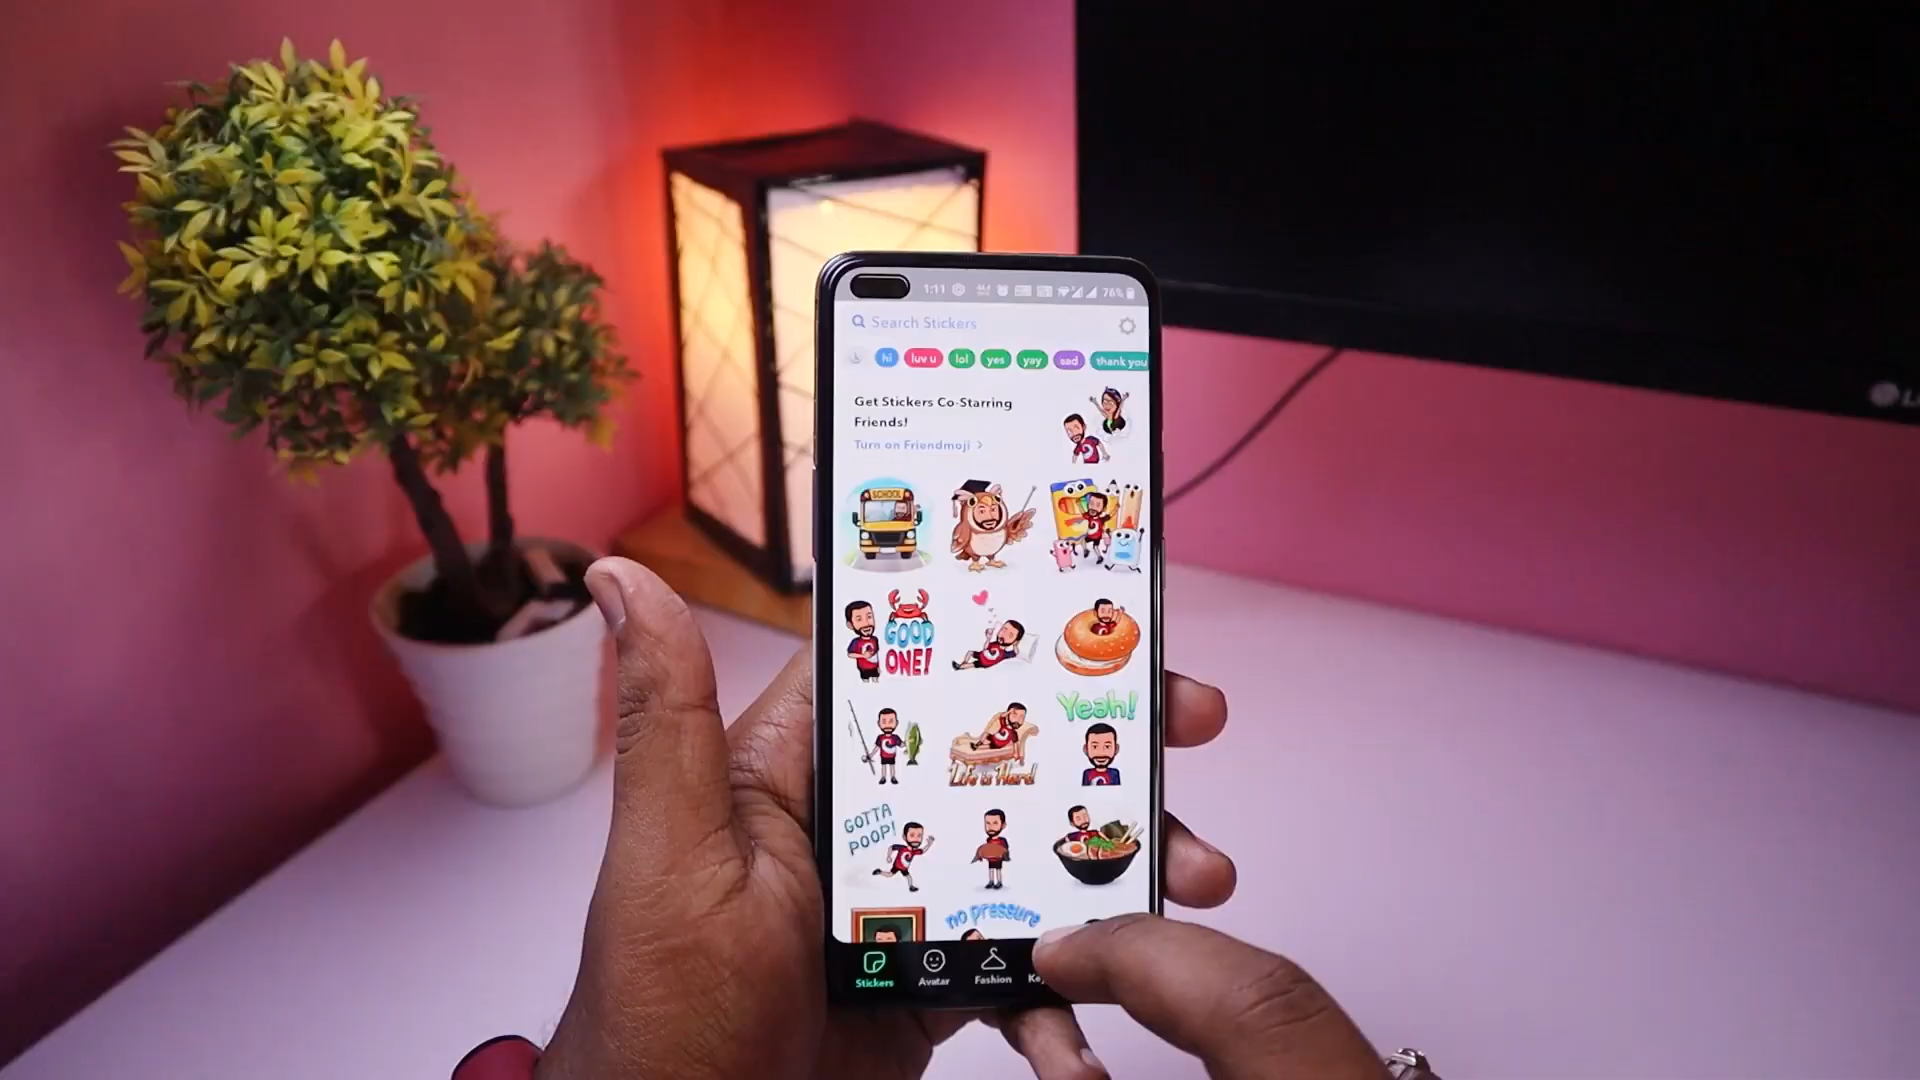 1:11
76%
Search Stickers
hi luv u lol yes yay sad thank you
Get Stickers Co-Starring
Friends!
Turn on Friendmoji >
SCHOOL
GOOD
ONE!
Life is Hard
Yeah!
GOTTA
POOP!
no pressure
Stickers Avatar Fashion